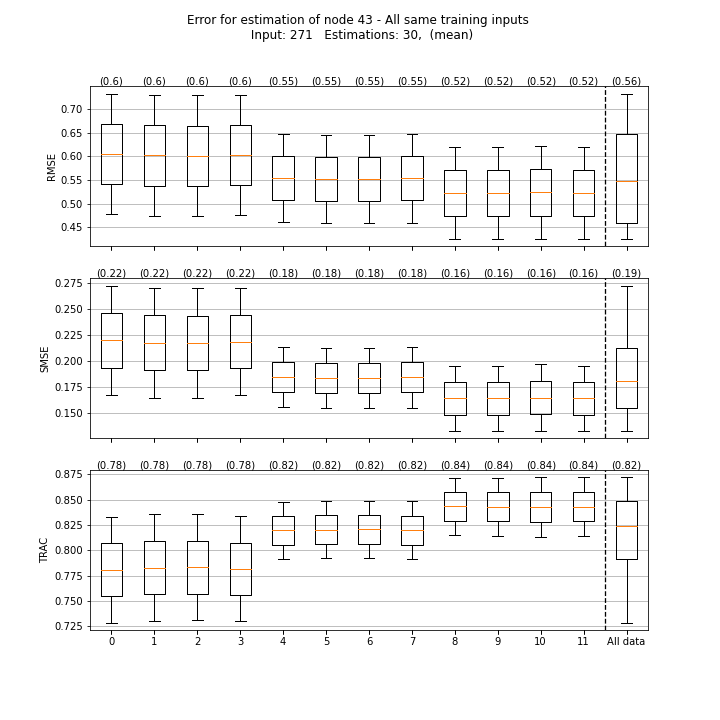 Error for estimation of node 43 - All same training inputs
Input: 271   Estimations: 30,  (mean)
(0.6) (0.6) (0.6) (0.6) (0.55) (0.55) (0.55) (0.55) (0.52) (0.52) (0.52) (0.52) (0.56)
0.70
0.65
0.60
0.55
0.50
0.45
RMSE
(0.22) (0.22) (0.22) (0.22) (0.18) (0.18) (0.18) (0.18) (0.16) (0.16) (0.16) (0.16) (0.19)
0.275
0.250
0.225
0.200
0.175
0.150
SMSE
(0.78) (0.78) (0.78) (0.78) (0.82) (0.82) (0.82) (0.82) (0.84) (0.84) (0.84) (0.84) (0.82)
0.875
0.850
0.825
0.800
0.775
0.750
0.725
TRAC
0 1 2 3 4 5 6 7 8 9 10 11 All data